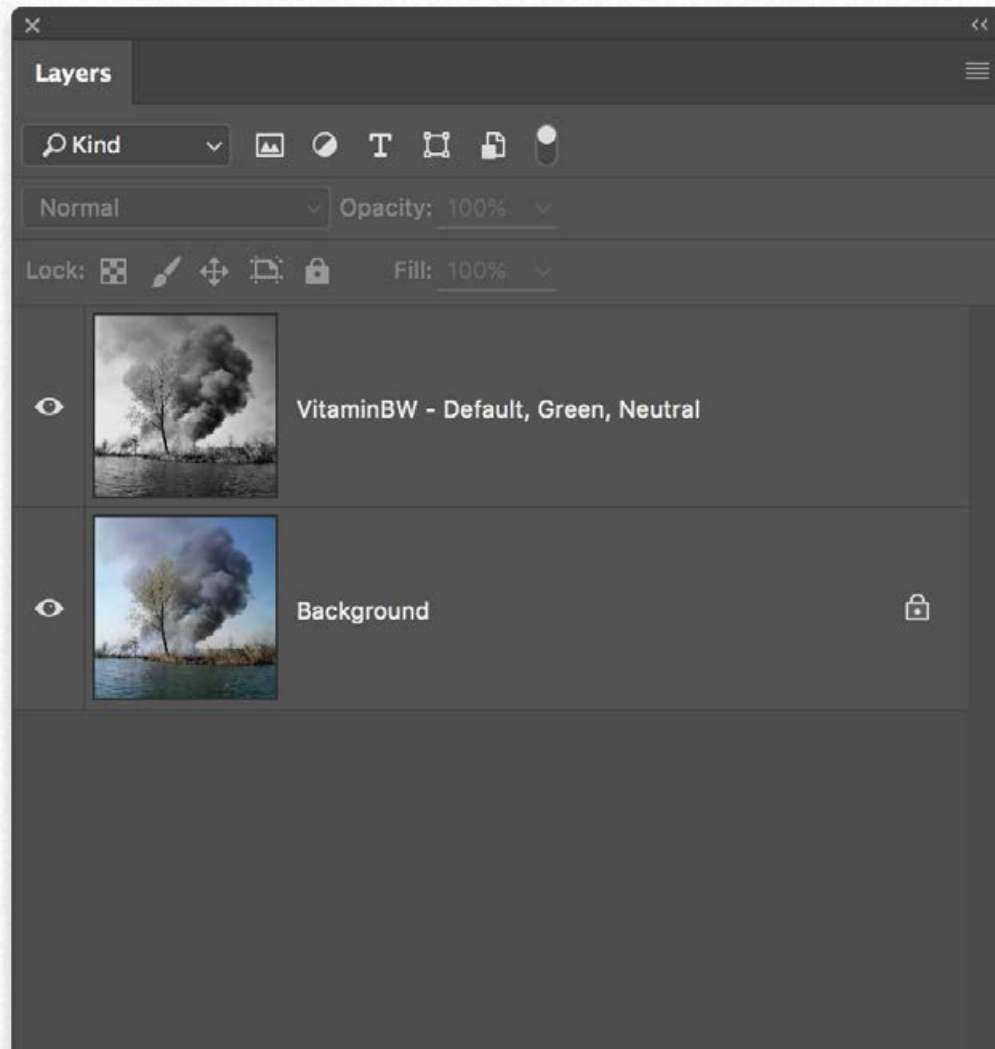 Layers
Kind
Normal Opacity: 100%
Lock: Fill: 100%
VitaminBW - Default, Green, Neutral
Background